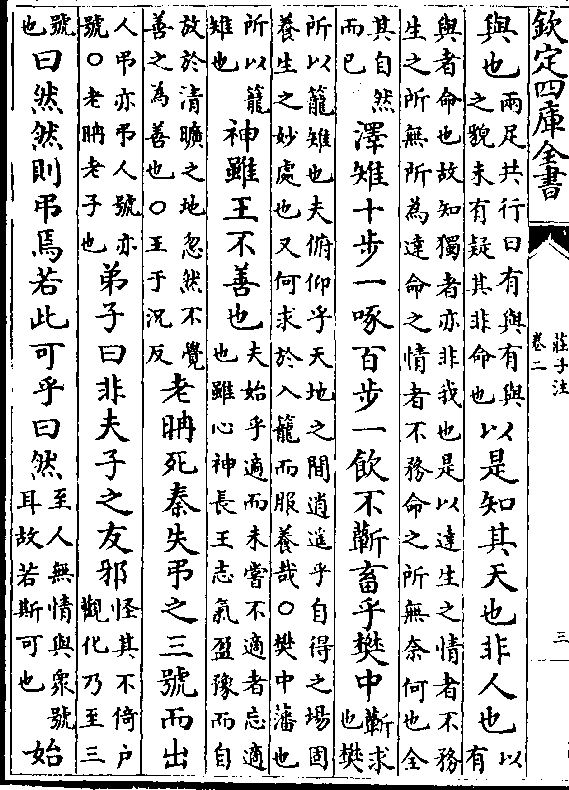 欽定四庫全書
莊子注
卷二
三
與也
兩足共行曰有與有與
之貌未有疑其非命也
以是知其天也非人也
以
有
與者命也故知獨者亦非我也是以達生之情者不務
生之所無所為達命之情者不務命之所無奈何也全
其自然
而已
澤雉十步一啄百步一飲不蘄畜乎樊中
蘄求
也樊
所以籠雉也夫俯仰乎天地之間逍遥乎自得之場固
養生之妙處也又何求於入籠而服養哉○樊中藩也
所以籠
雉也
神雖王不善也
夫始乎適而未嘗不適者忘適
也雖心神長王志氣盈豫而自
放於清曠之地忽然不覺
善之為善也○王于况反
老聃死秦失弔之三號而出
人弔亦弔人號亦
號○老聃老子也
弟子曰非夫子之友邪
怪其不倚户
觀化乃至三
號
也
曰然然則弔焉若此可乎曰然
至人無情與衆號
耳故若斯可也
始